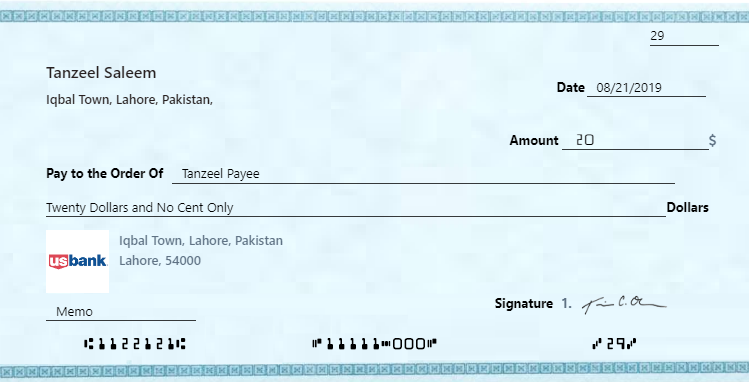 29
Tanzeel Saleem
Date 08/21/2019
Iqbal Town, Lahore, Pakistan,
Amount 20 $
Pay to the Order Of Tanzeel Payee
Twenty Dollars and No Cent Only Dollars
Iqbal Town, Lahore, Pakistan
usbank Lahore, 54000
Signature 1.
Memo
⑆1122121⑆ ⑈11111⑉000⑈ ⑇29⑇